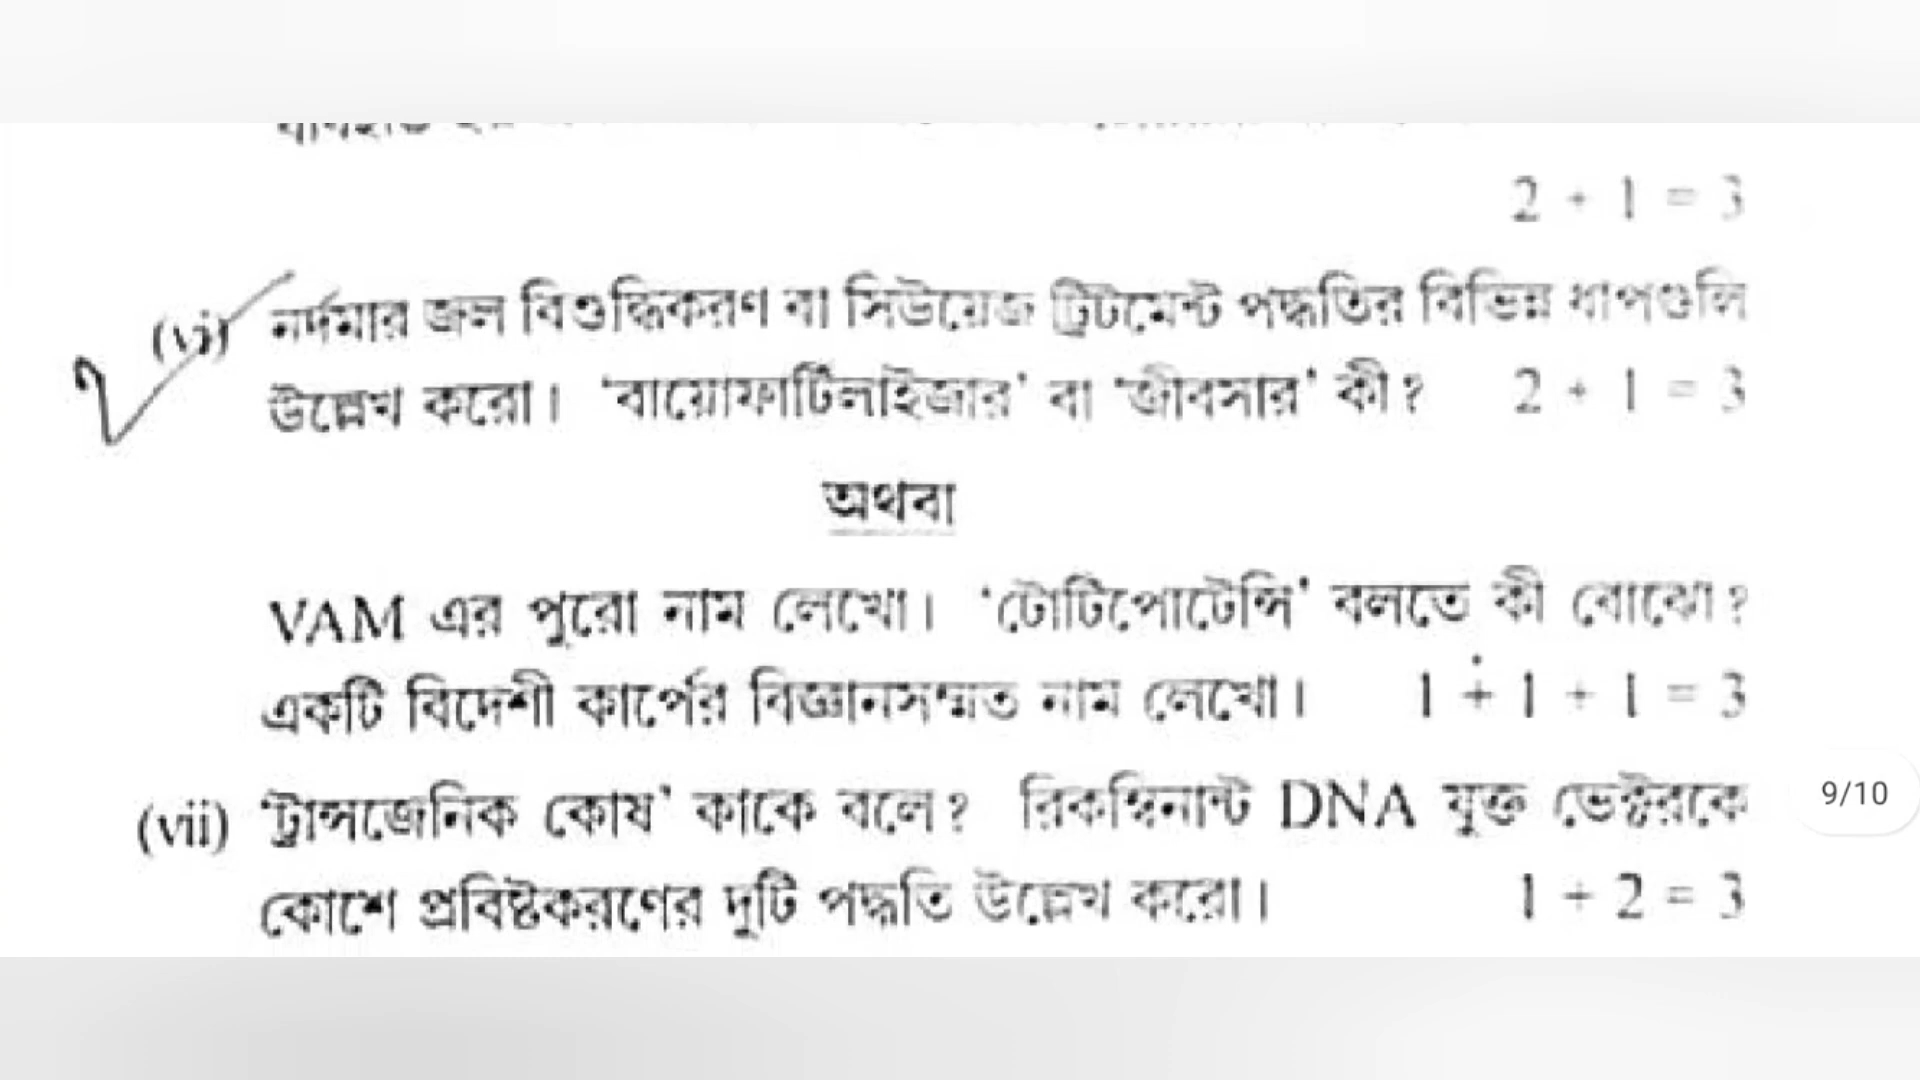 2 + 1 = 3
(vi) নর্দমার জল বিশুদ্ধিকরণ বা সিউয়েজ ট্রিটমেন্ট পদ্ধতির বিভিন্ন ধাপগুলি
উল্লেখ করো। ‘বায়োফার্টিলাইজার’ বা ‘জীবসার’ কী? 2 + 1 = 3
অথবা
VAM এর পুরো নাম লেখো। ‘টোটিপোটেন্সি’ বলতে কী বোঝো?
একটি বিদেশী কার্পের বিজ্ঞানসম্মত নাম লেখো। 1 + 1 + 1 = 3
(vii) ‘ট্রান্সজেনিক কোষ’ কাকে বলে? রিকম্বিনান্ট DNA যুক্ত ভেক্টরকে
9/10
কোশে প্রবিষ্টকরণের দুটি পদ্ধতি উল্লেখ করো। 1 + 2 = 3